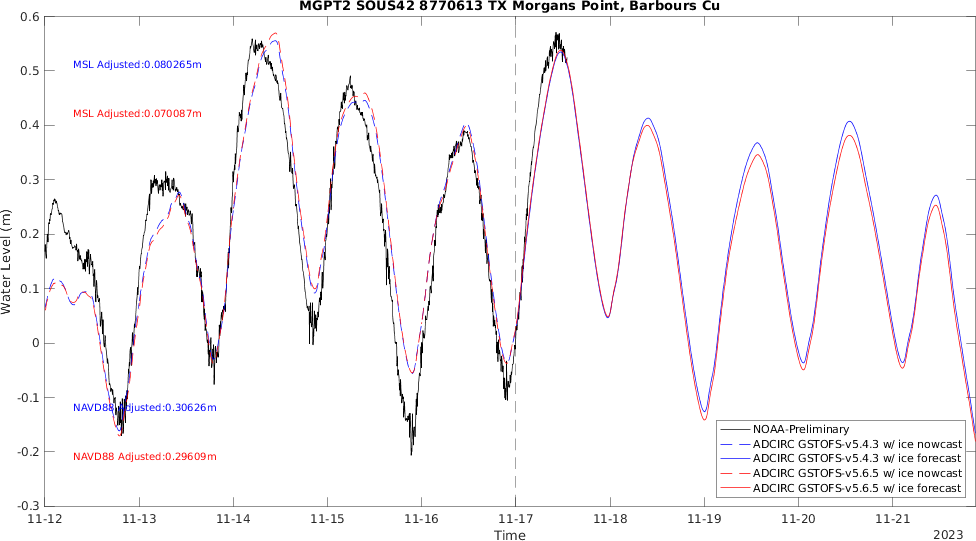 MGPT2 SOUS42 8770613 TX Morgans Point, Barbours Cu
Water Level (m)
0.6
0.5
0.4
0.3
0.2
0.1
0
-0.1
-0.2
-0.3
MSL Adjusted:0.080265m
MSL Adjusted:0.070087m
NAVD88 Adjusted:0.30626m
NAVD88 Adjusted:0.29609m
NOAA-Preliminary
ADCIRC GSTOFS-v5.4.3 w/ ice nowcast
ADCIRC GSTOFS-v5.4.3 w/ ice forecast
ADCIRC GSTOFS-v5.6.5 w/ ice nowcast
ADCIRC GSTOFS-v5.6.5 w/ ice forecast
11-12 11-13 11-14 11-15 11-16 11-17 11-18 11-19 11-20 11-21
Time
2023